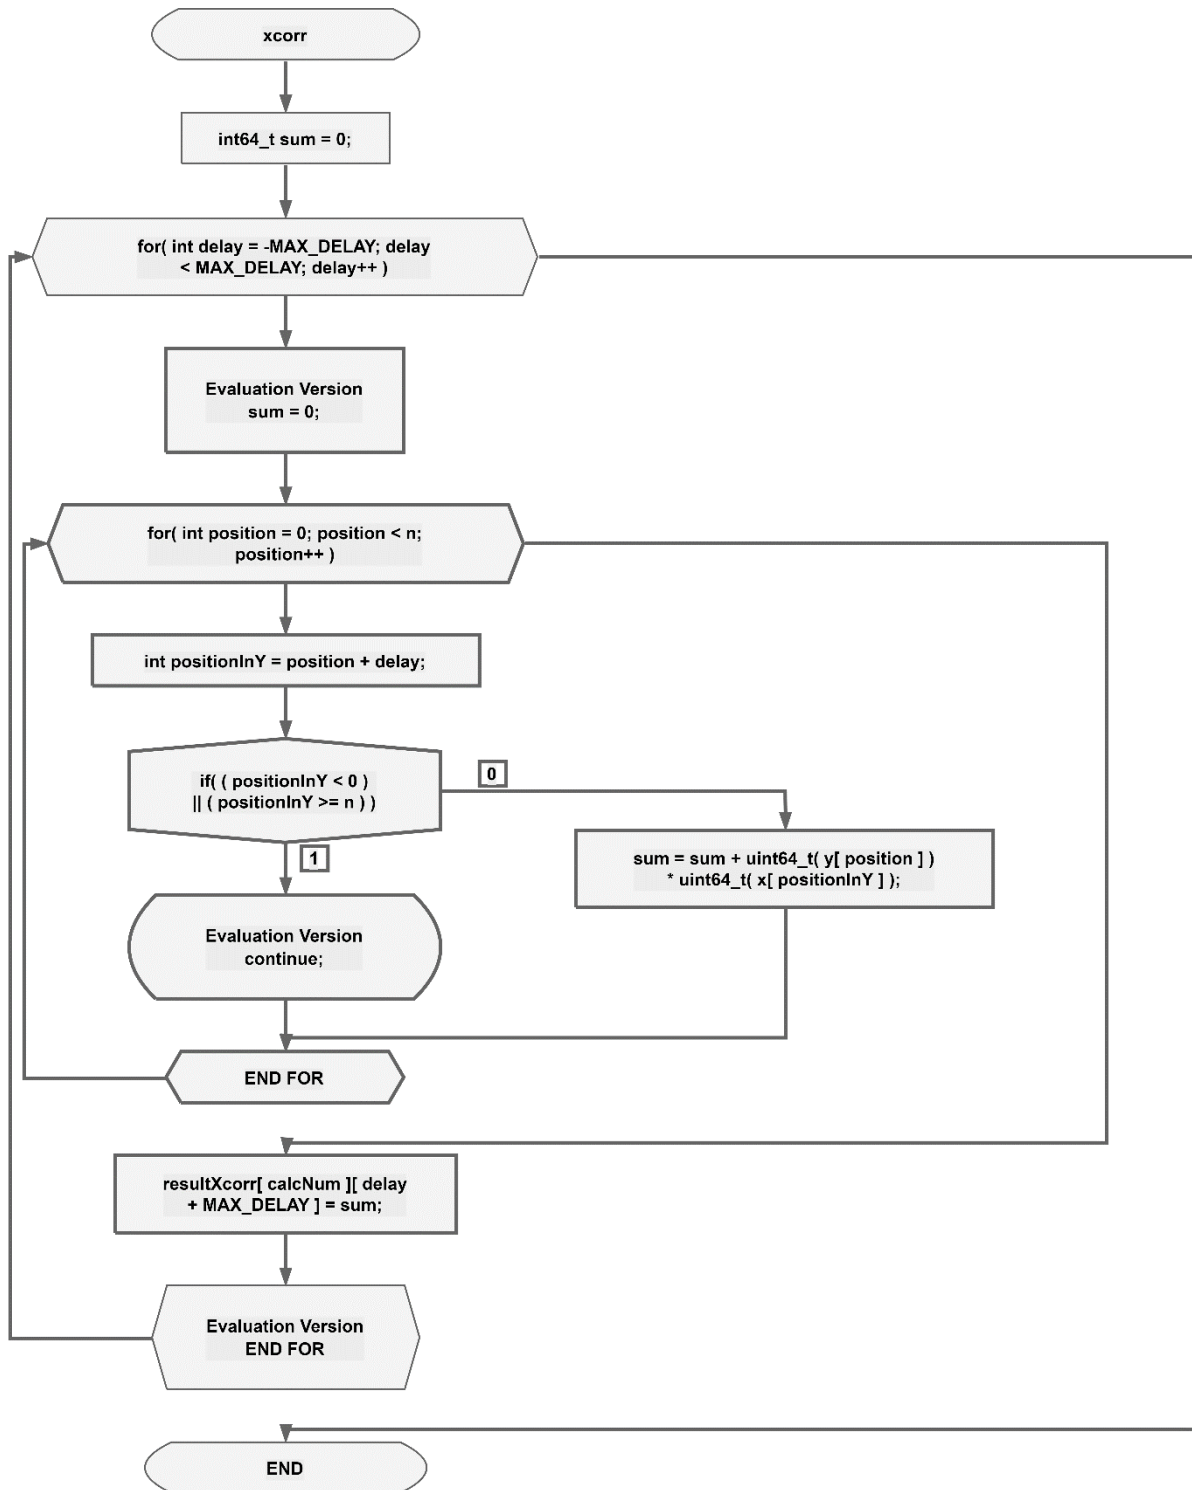 xcorr
int64_t sum = 0;
for( int delay = -MAX_DELAY; delay
< MAX_DELAY; delay++ )
Evaluation Version
sum = 0;
for( int position = 0; position < n;
position++ )
int positionInY = position + delay;
if( ( positionInY < 0 )
|| ( positionInY >= n ) )
0
1
sum = sum + uint64_t( y[ position ] )
* uint64_t( x[ positionInY ] );
Evaluation Version
continue;
END FOR
resultXcorr[ calcNum ][ delay
+ MAX_DELAY ] = sum;
Evaluation Version
END FOR
END